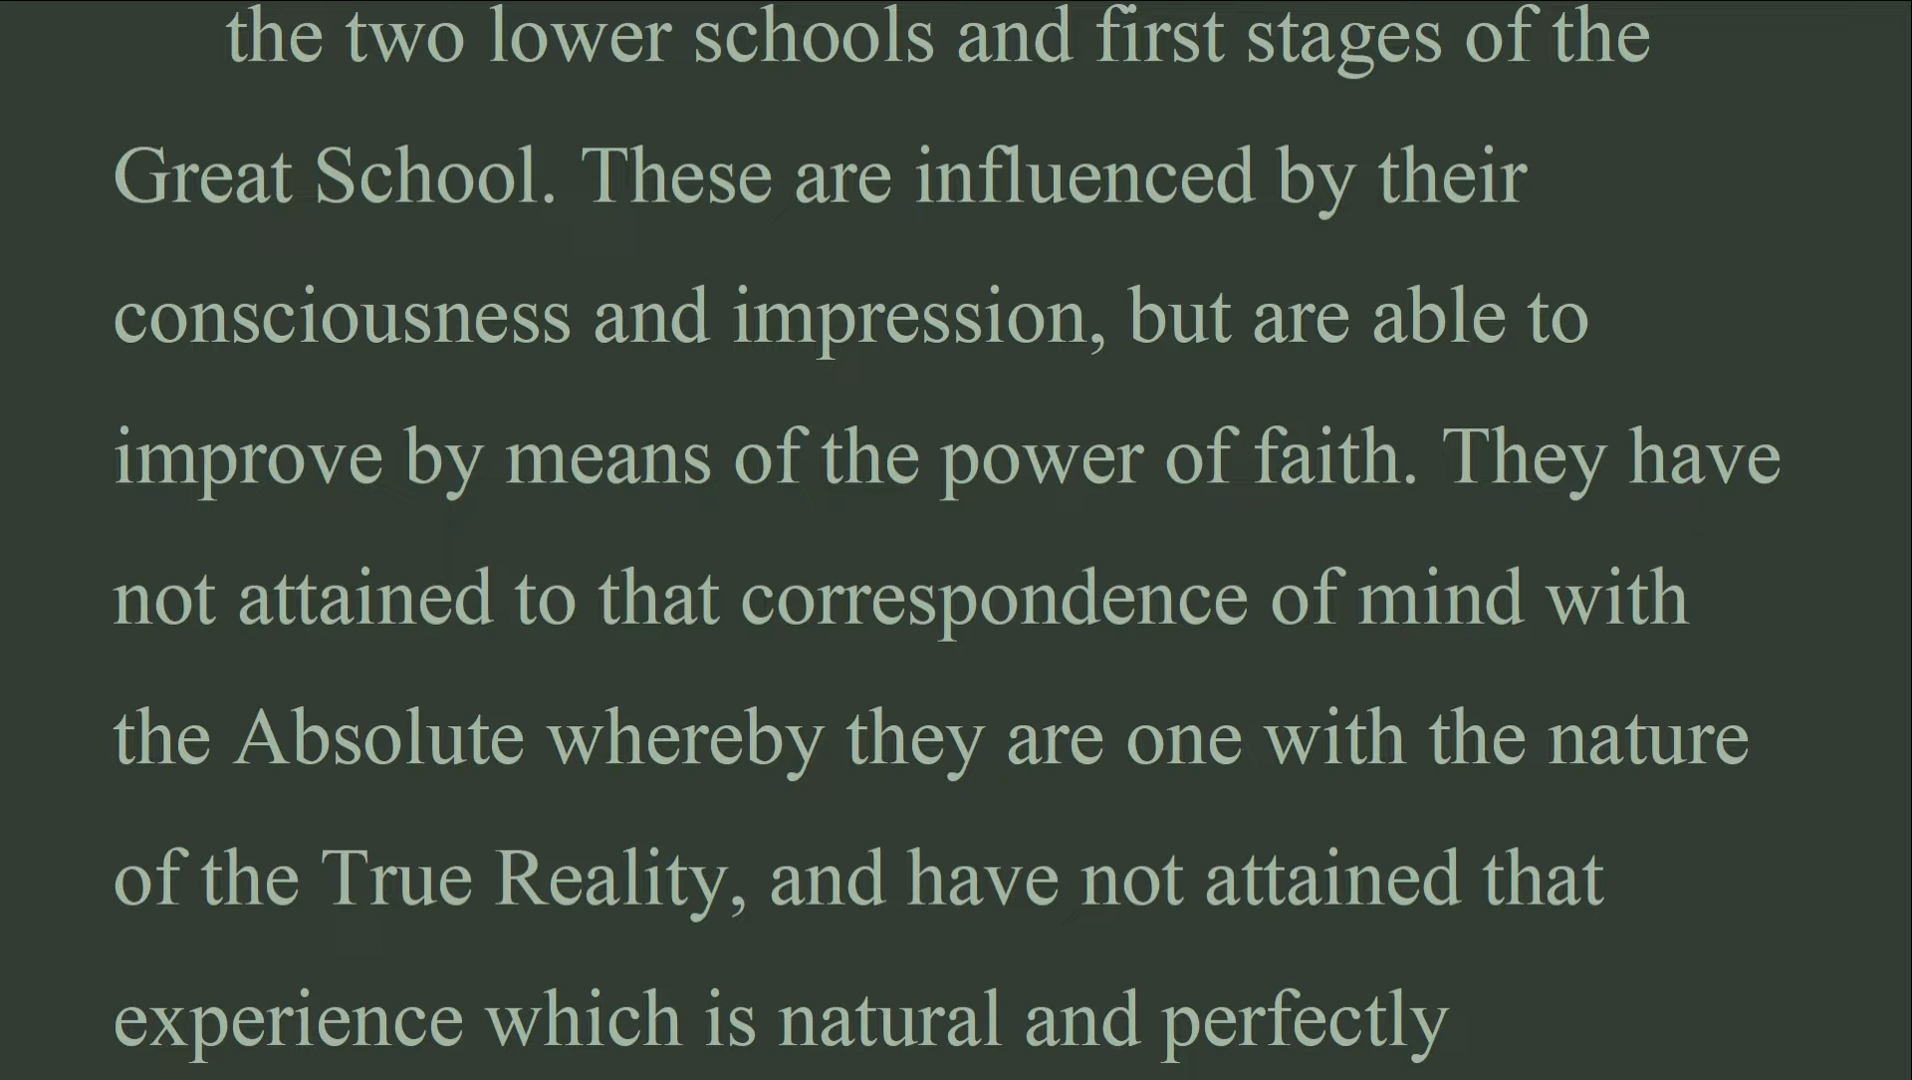 the two lower schools and first stages of the
Great School. These are influenced by their
consciousness and impression, but are able to
improve by means of the power of faith. They have
not attained to that correspondence of mind with
the Absolute whereby they are one with the nature
of the True Reality, and have not attained that
experience which is natural and perfectly